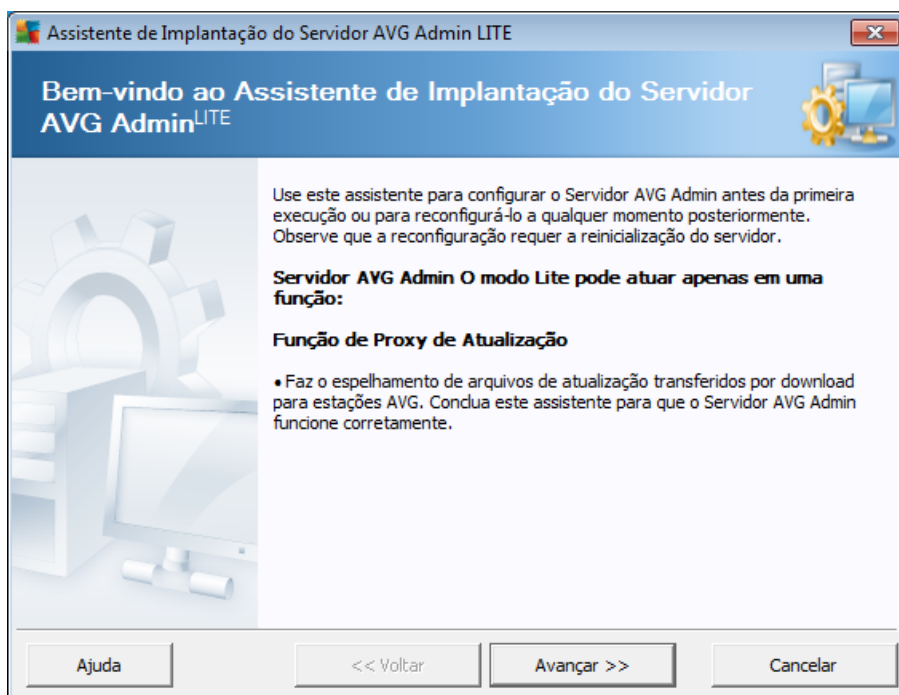 Assistente de Implantação do Servidor AVG Admin LITE
Bem-vindo ao Assistente de Implantação do Servidor
AVG Admin LITE
Use este assistente para configurar o Servidor AVG Admin antes da primeira
execução ou para reconfigurá-lo a qualquer momento posteriormente.
Observe que a reconfiguração requer a reinicialização do servidor.
Servidor AVG Admin O modo Lite pode atuar apenas em uma
função:
Função de Proxy de Atualização
• Faz o espelhamento de arquivos de atualização transferidos por download
para estações AVG. Conclua este assistente para que o Servidor AVG Admin
funcione corretamente.
Ajuda
<< Voltar
Avançar >>
Cancelar